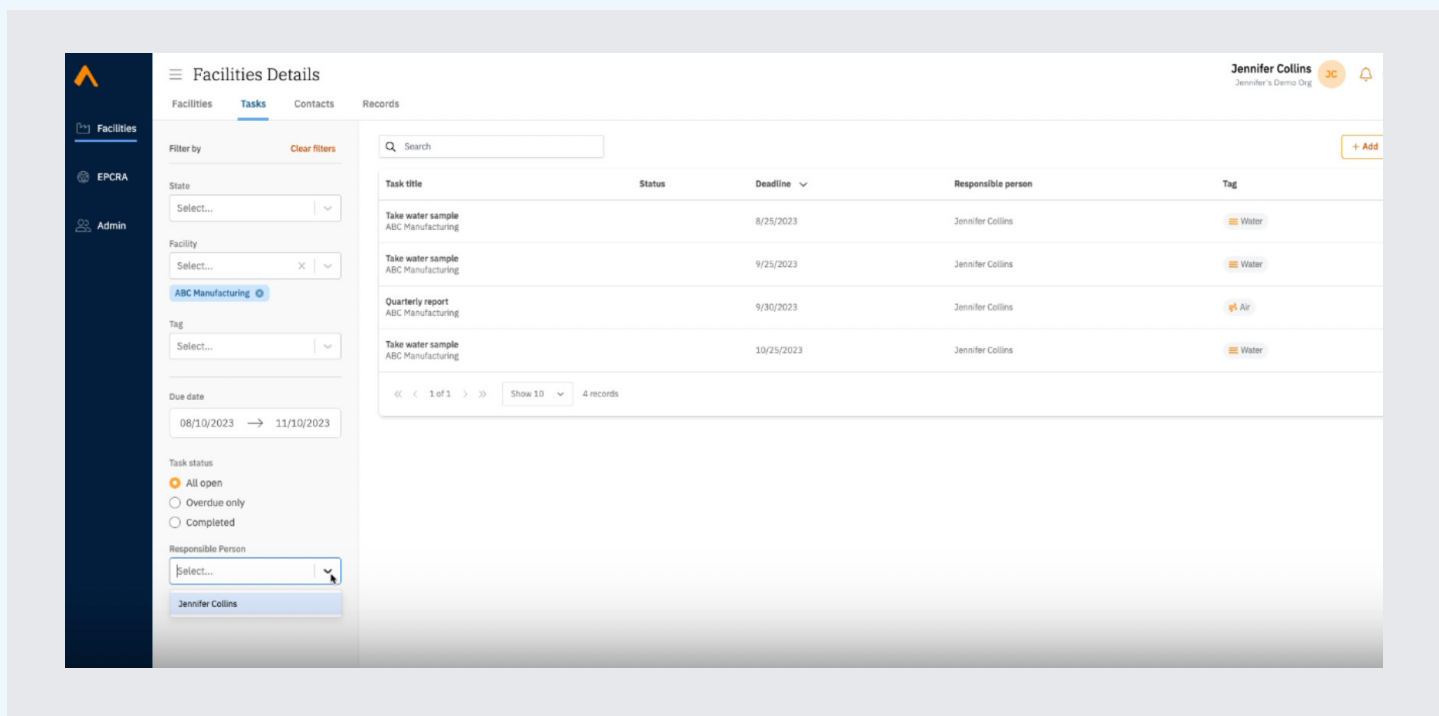 Facilities Details
Jennifer Collins
Jennifer's Demo Org
JC
Facilities
Tasks
Contacts
Records
Facilities
EPCRA
Admin
Filter by
Clear filters
State
Select...
Facility
Select...
ABC Manufacturing
Tag
Select...
Due date
08/10/2023
11/10/2023
Task status
All open
Overdue only
Completed
Responsible Person
Select...
Jennifer Collins
Search
+ Add
Task title Status Deadline Responsible person Tag
Take water sample
ABC Manufacturing
8/25/2023 Jennifer Collins Water
Take water sample
ABC Manufacturing
9/25/2023 Jennifer Collins Water
Quarterly report
ABC Manufacturing
9/30/2023 Jennifer Collins Air
Take water sample
ABC Manufacturing
10/25/2023 Jennifer Collins Water
1 of 1
Show 10
4 records